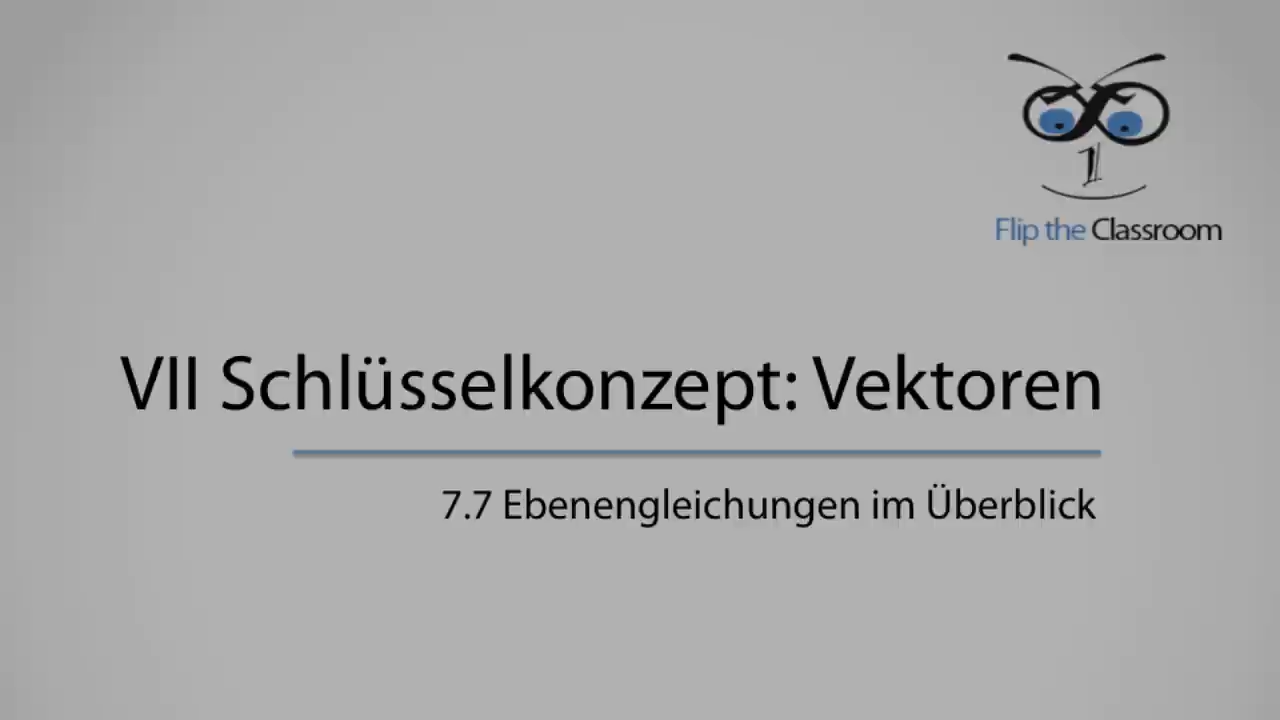 Flip the Classroom
VII Schlüsselkonzept: Vektoren
7.7 Ebenengleichungen im Überblick